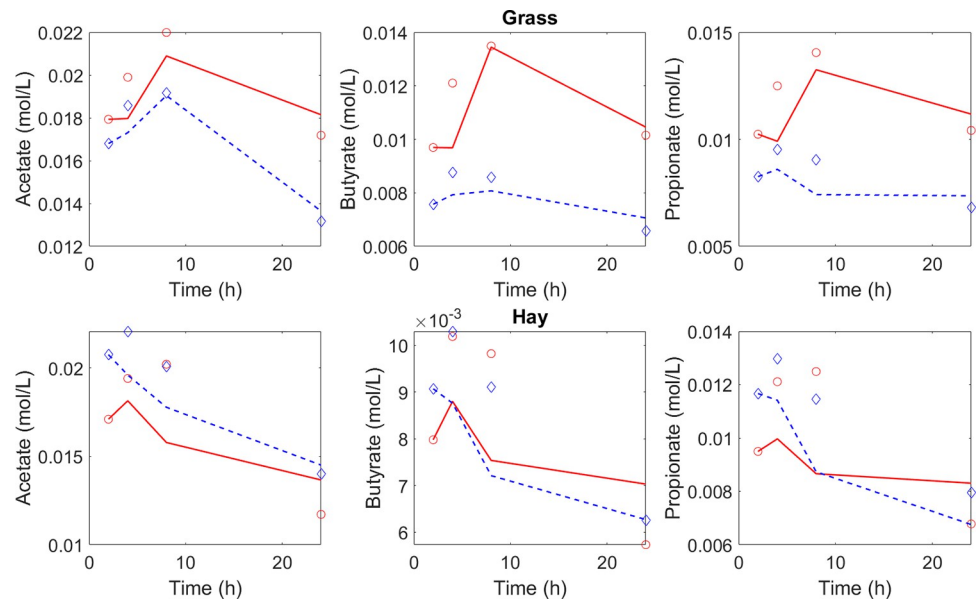 Grass
0.022
0.02
0.018
0.016
0.014
0.012
Acetate (mol/L)
0 10 20
Time (h)
0.014
0.012
0.01
0.008
0.006
Butyrate (mol/L)
0 10 20
Time (h)
0.015
0.01
0.005
Propionate (mol/L)
0 10 20
Time (h)
Hay
0.02
0.015
0.01
Acetate (mol/L)
0 10 20
Time (h)
×10⁻³
10
9
8
7
6
Butyrate (mol/L)
0 10 20
Time (h)
0.014
0.012
0.01
0.008
0.006
Propionate (mol/L)
0 10 20
Time (h)